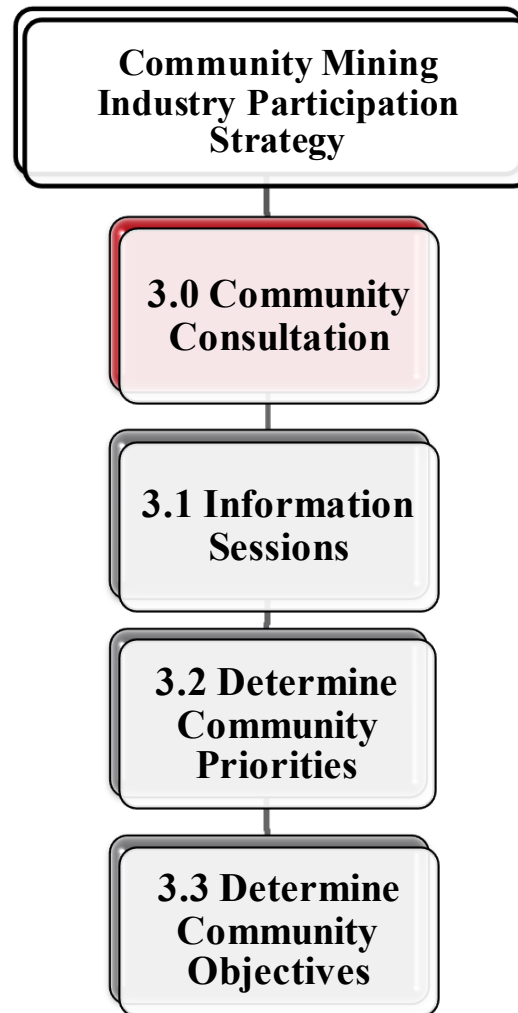 Community Mining
Industry Participation
Strategy
3.0 Community
Consultation
3.1 Information
Sessions
3.2 Determine
Community
Priorities
3.3 Determine
Community
Objectives